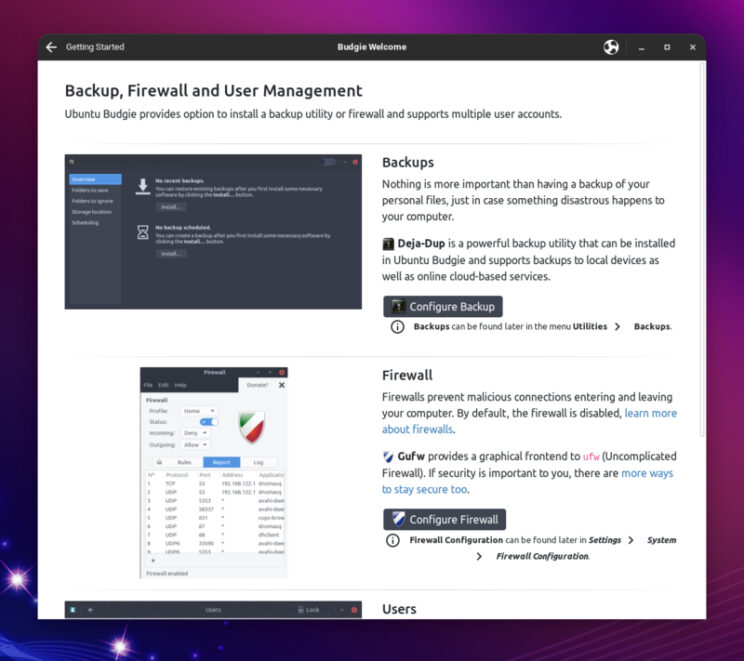 Getting Started
Budgie Welcome
Backup, Firewall and User Management
Ubuntu Budgie provides option to install a backup utility or firewall and supports multiple user accounts.
Overview
Folders to save
Folders to ignore
Storage location
Scheduling
No recent backups.
You can restore existing backups after you first install some necessary
software by clicking the Install... button.
Install...
No backup scheduled.
You can create a backup after you first install some necessary software by
clicking the Install... button.
Install...
Backups
Nothing is more important than having a backup of your
personal files, just in case something disastrous happens to
your computer.
Deja-Dup is a powerful backup utility that can be installed
in Ubuntu Budgie and supports backups to local devices as
well as online cloud-based services.
Configure Backup
Backups can be found later in the menu Utilities > Backups.
Firewall
File Edit Help
Donate?
Firewall
Profile: Home
Status:
Incoming: Deny
Outgoing: Allow
Rules Report Log
N° Protocol Port Address Applicati
1 TCP 53 192.168.122.1 dnsmasq
2 UDP 53 192.168.122.1 dnsmasq
3 UDP 5353 * avahi-daem
4 UDP 58337 * avahi-daem
5 UDP 631 * cups-brow
6 UDP 67 * dnsmasq
7 UDP 68 * dhclient
8 UDP6 33590 * avahi-daem
9 UDP6 5353 * avahi-daem
Firewall enabled
Firewall
Firewalls prevent malicious connections entering and leaving
your computer. By default, the firewall is disabled, learn more
about firewalls.
Gufw provides a graphical frontend to ufw (Uncomplicated
Firewall). If security is important to you, there are more ways
to stay secure too.
Configure Firewall
Firewall Configuration can be found later in Settings > System
> Firewall Configuration.
Users
Lock
Users